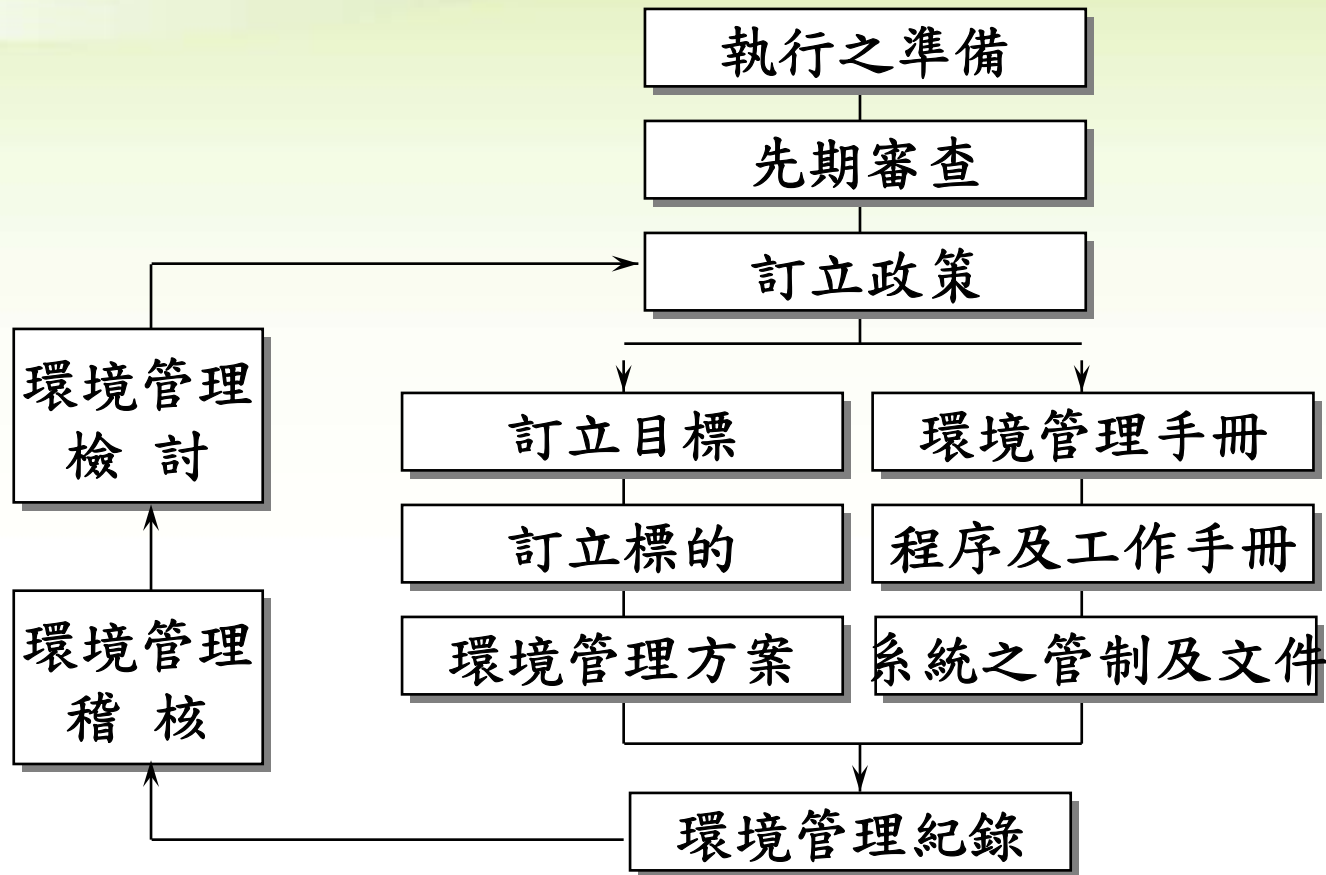 執行之準備
先期審查
訂立政策
環境管理
檢 討
訂立目標
環境管理手冊
訂立標的
程序及工作手冊
環境管理
稽 核
環境管理方案
系統之管制及文件
環境管理紀錄